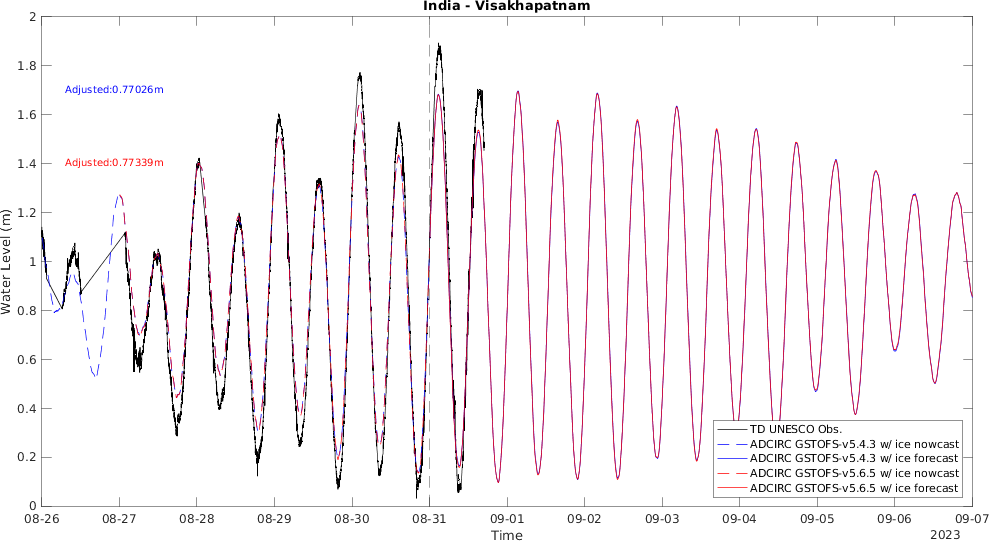 India - Visakhapatnam
2
1.8
1.6
1.4
1.2
1
0.8
0.6
0.4
0.2
0
Water Level (m)
Adjusted:0.77026m
Adjusted:0.77339m
TD UNESCO Obs.
ADCIRC GSTOFS-v5.4.3 w/ ice nowcast
ADCIRC GSTOFS-v5.4.3 w/ ice forecast
ADCIRC GSTOFS-v5.6.5 w/ ice nowcast
ADCIRC GSTOFS-v5.6.5 w/ ice forecast
08-26 08-27 08-28 08-29 08-30 08-31 09-01 09-02 09-03 09-04 09-05 09-06 09-07
Time
2023